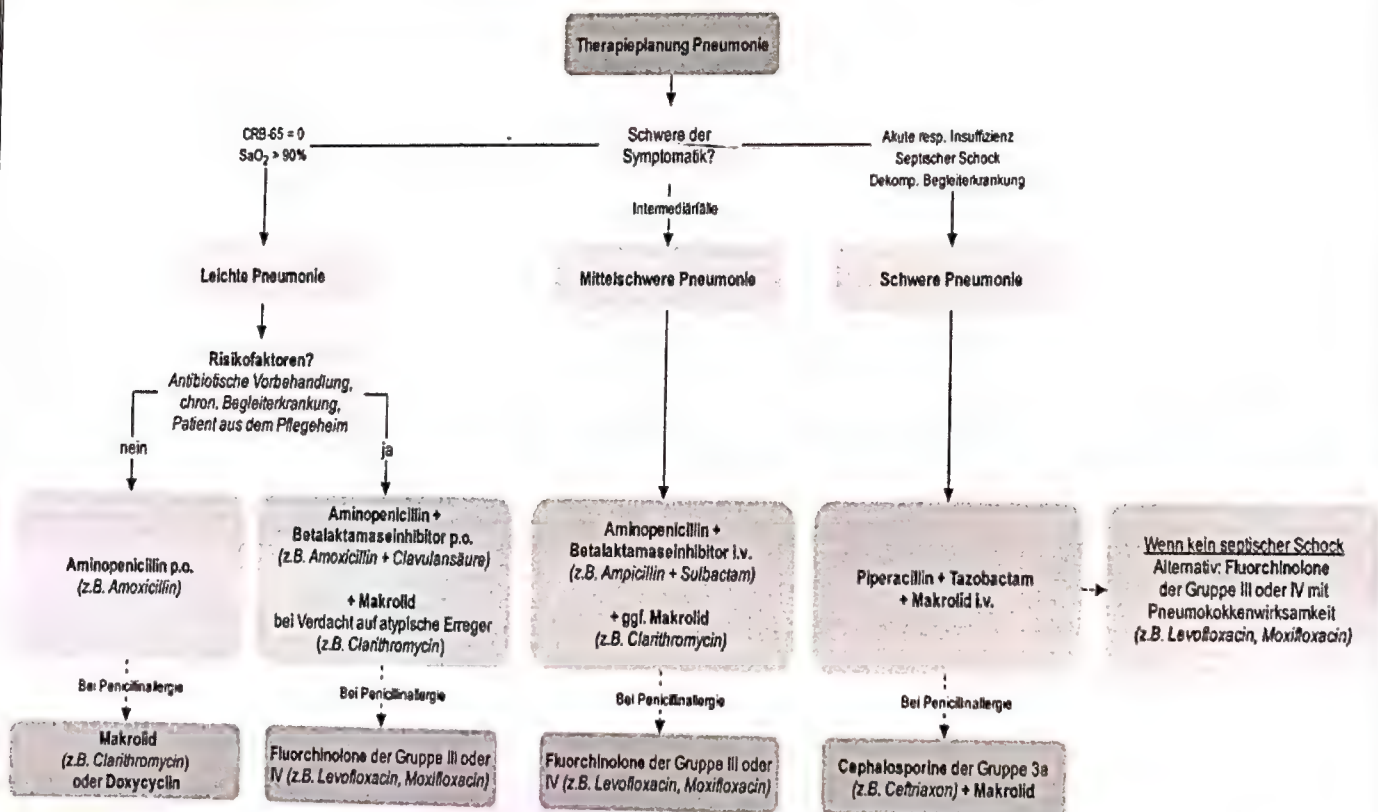 Therapieplanung Pneumonie
CRB-65 = 0
SaO₂ > 90%
Schwere der
Symptomatik?
Akute resp. Insuffizienz
Septischer Schock
Dekomp. Begleiterkrankung
Intermediärfälle
Leichte Pneumonie
Mittelschwere Pneumonie
Schwere Pneumonie
Risikofaktoren?
Antibiotische Vorbehandlung,
chron. Begleiterkrankung,
Patient aus dem Pflegeheim
nein
ja
Aminopenicillin p.o.
(z.B. Amoxicillin)
Aminopenicillin +
Betalaktamaseinhibitor p.o.
(z.B. Amoxicillin + Clavulansäure)
+ Makrolid
bei Verdacht auf atypische Erreger
(z.B. Clarithromycin)
Aminopenicillin +
Betalaktamaseinhibitor i.v.
(z.B. Ampicillin + Sulbactam)
+ ggf. Makrolid
(z.B. Clarithromycin)
Piperacillin + Tazobactam
+ Makrolid i.v.
Wenn kein septischer Schock
Alternativ: Fluorchinolone
der Gruppe III oder IV mit
Pneumokokkenwirksamkeit
(z.B. Levofloxacin, Moxifloxacin)
Bei Penicillinallergie
Bei Penicillinallergie
Bei Penicillinallergie
Bei Penicillinallergie
Makrolid
(z.B. Clarithromycin)
oder Doxycyclin
Fluorchinolone der Gruppe III oder
IV (z.B. Levofloxacin, Moxifloxacin)
Fluorchinolone der Gruppe III oder
IV (z.B. Levofloxacin, Moxifloxacin)
Cephalosporine der Gruppe 3a
(z.B. Ceftriaxon) + Makrolid